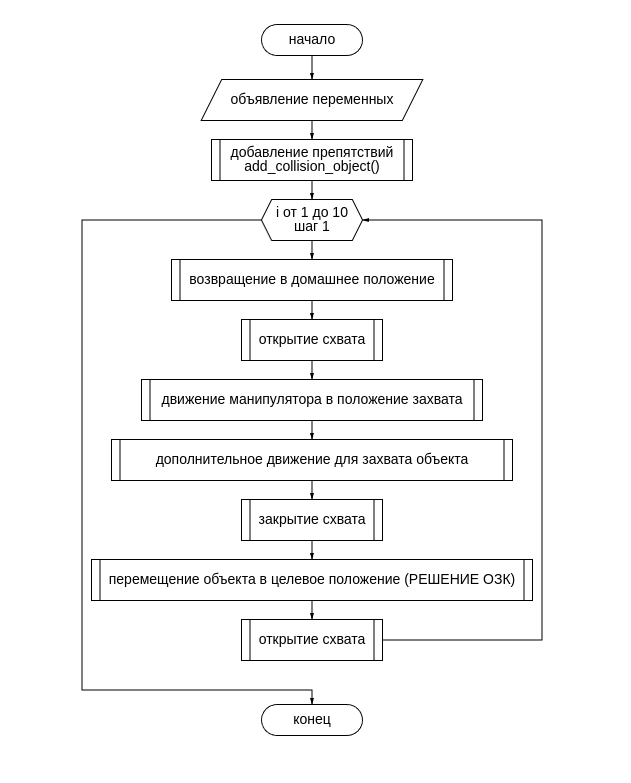 начало
объявление переменных
добавление препятствий
add_collision_object()
i от 1 до 10
шаг 1
возвращение в домашнее положение
открытие схвата
движение манипулятора в положение захвата
дополнительное движение для захвата объекта
закрытие схвата
перемещение объекта в целевое положение (РЕШЕНИЕ ОЗК)
открытие схвата
конец